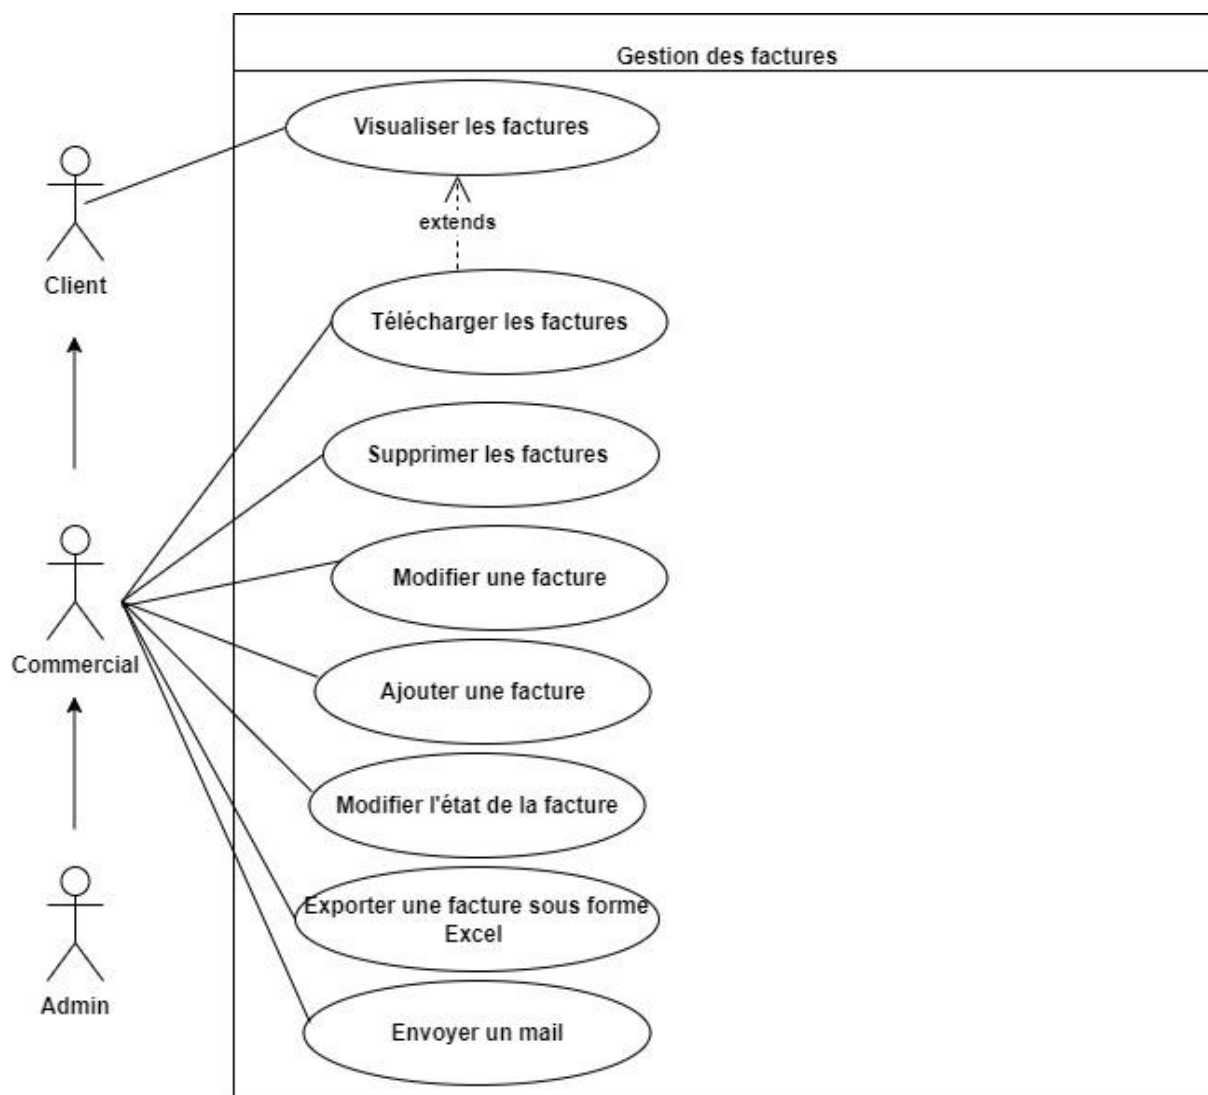 Gestion des factures
Visualiser les factures
extends
Client
Télécharger les factures
Supprimer les factures
Modifier une facture
Commercial
Ajouter une facture
Modifier l'état de la facture
Exporter une facture sous forme
Excel
Admin
Envoyer un mail